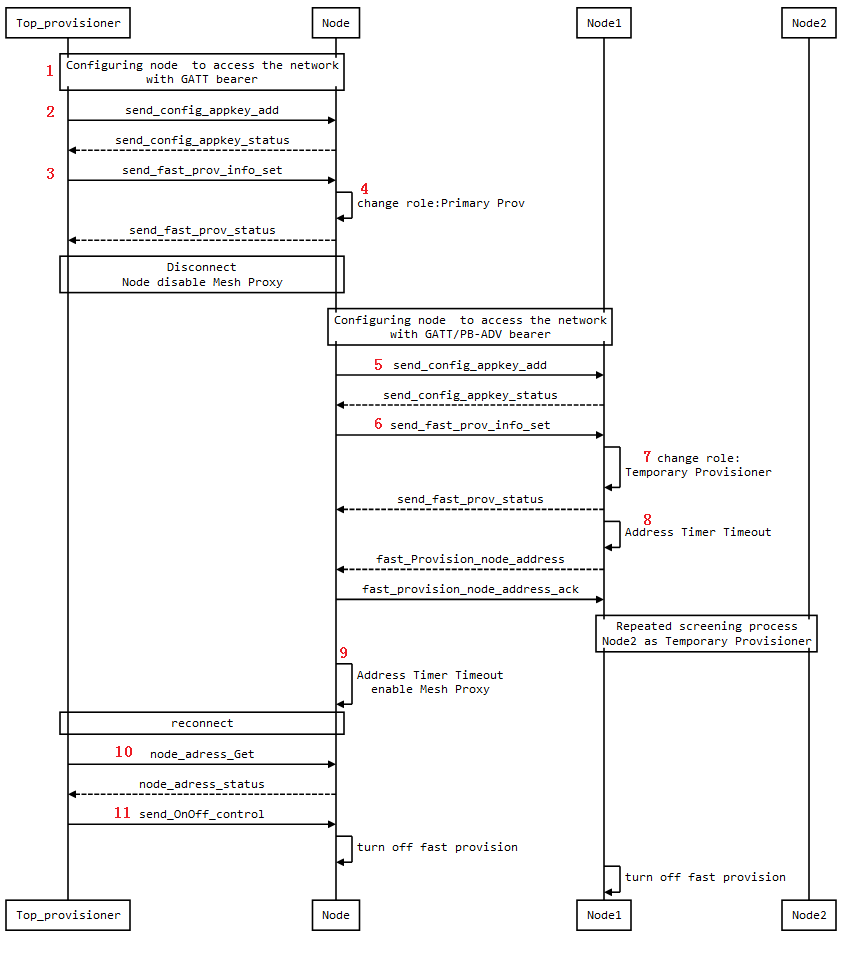 Top_provisioner Node Node1 Node2
1 Configuring node  to access the network
with GATT bearer
2 send_config_appkey_add
send_config_appkey_status
3 send_fast_prov_info_set
4
change role:Primary Prov
send_fast_prov_status
Disconnect
Node disable Mesh Proxy
Configuring node  to access the network
with GATT/PB-ADV bearer
5 send_config_appkey_add
send_config_appkey_status
6 send_fast_prov_info_set
7 change role:
Temporary Provisioner
send_fast_prov_status
8
Address Timer Timeout
fast_Provision_node_address
fast_provision_node_address_ack
Repeated screening process
Node2 as Temporary Provisioner
9
Address Timer Timeout
enable Mesh Proxy
reconnect
10 node_adress_Get
node_adress_status
11 send_OnOff_control
turn off fast provision
turn off fast provision
Top_provisioner Node Node1 Node2